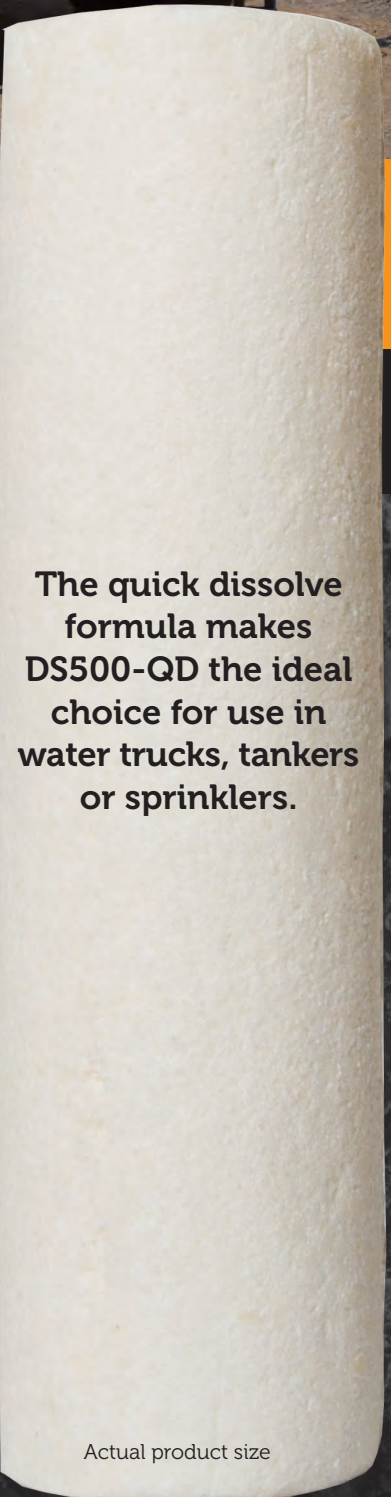 The quick dissolve
formula makes
DS500-QD the ideal
choice for use in
water trucks, tankers
or sprinklers.
Actual product size